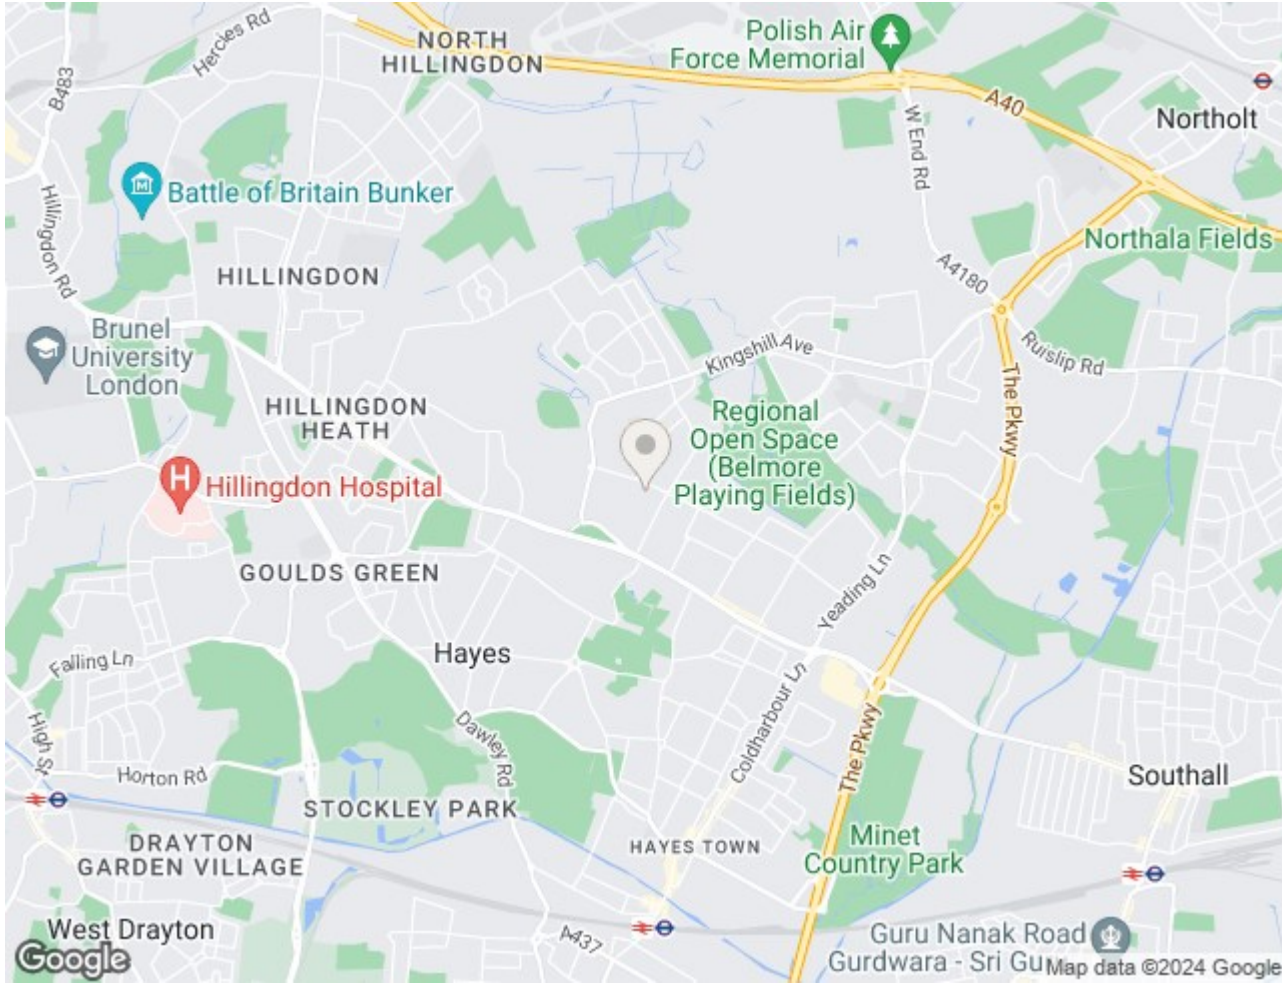 Hercies Rd
B483
NORTH
HILLINGDON
Polish Air
Force Memorial
A40
Northolt
W End Rd
Battle of Britain Bunker
Hillingdon Rd
HILLINGDON
Northala Fields
A4180
Brunel
University
London
Kingshill Ave
Ruislip Rd
The Pkwy
HILLINGDON
HEATH
Regional
Open Space
(Belmore
Playing Fields)
H
Hillingdon Hospital
GOULDS GREEN
Yeading Ln
Hayes
Falling Ln
Coldharbour Ln
High St
Dawley Rd
The Pkwy
Horton Rd
Southall
STOCKLEY PARK
DRAYTON
GARDEN VILLAGE
HAYES TOWN
Minet
Country Park
West Drayton
A437
Guru Nanak Road
Gurdwara - Sri Gu
Google
Map data ©2024 Google